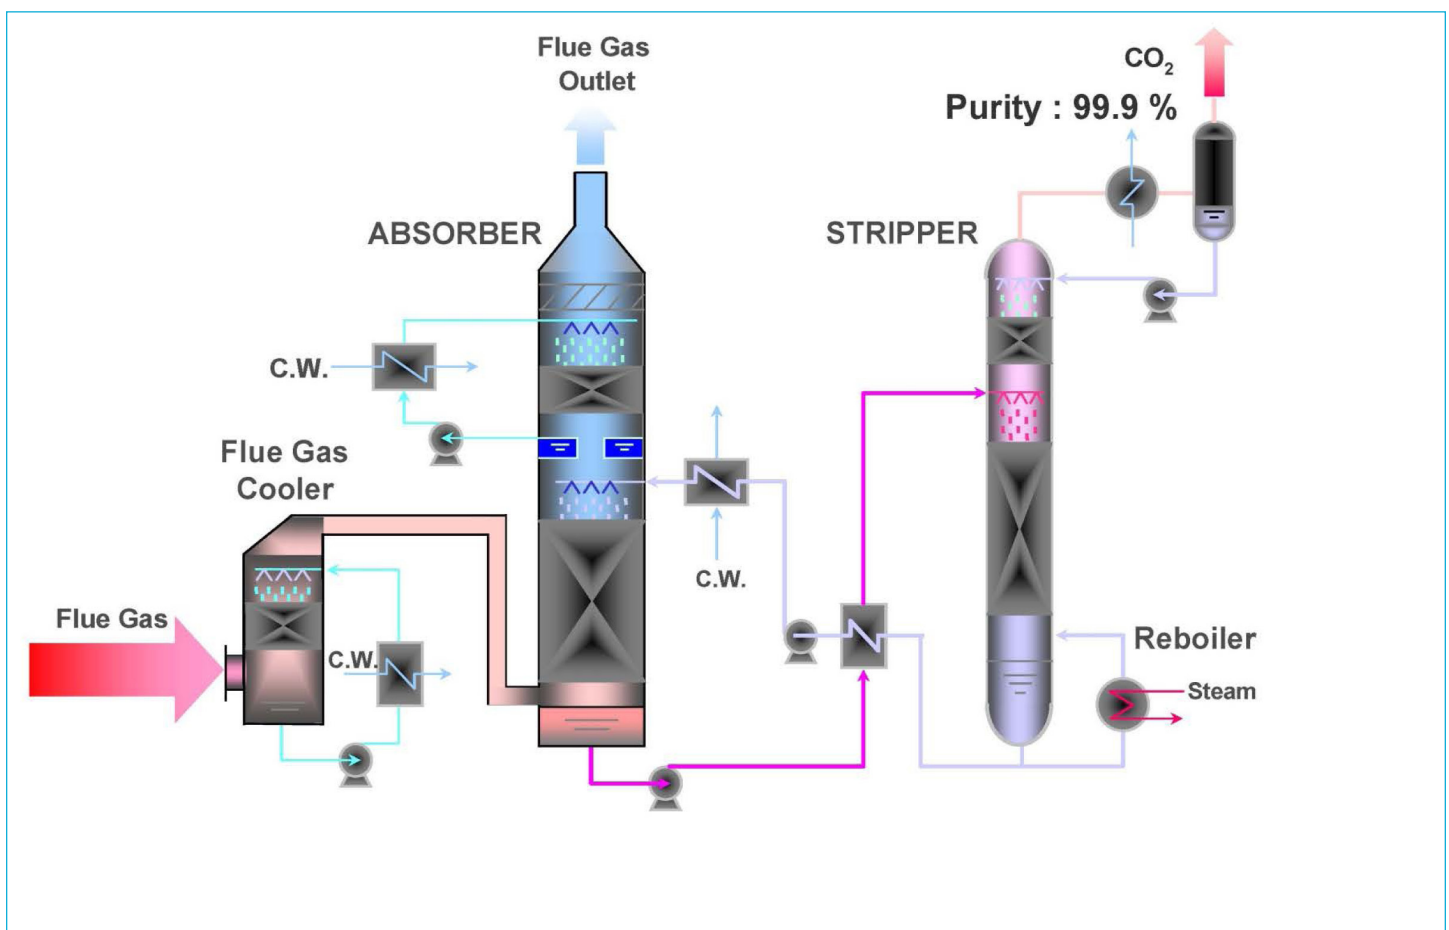 Flue Gas
Outlet
CO₂
Purity : 99.9 %
ABSORBER
STRIPPER
C.W.
Flue Gas
Cooler
C.W.
Flue Gas
C.W.
Reboiler
Steam